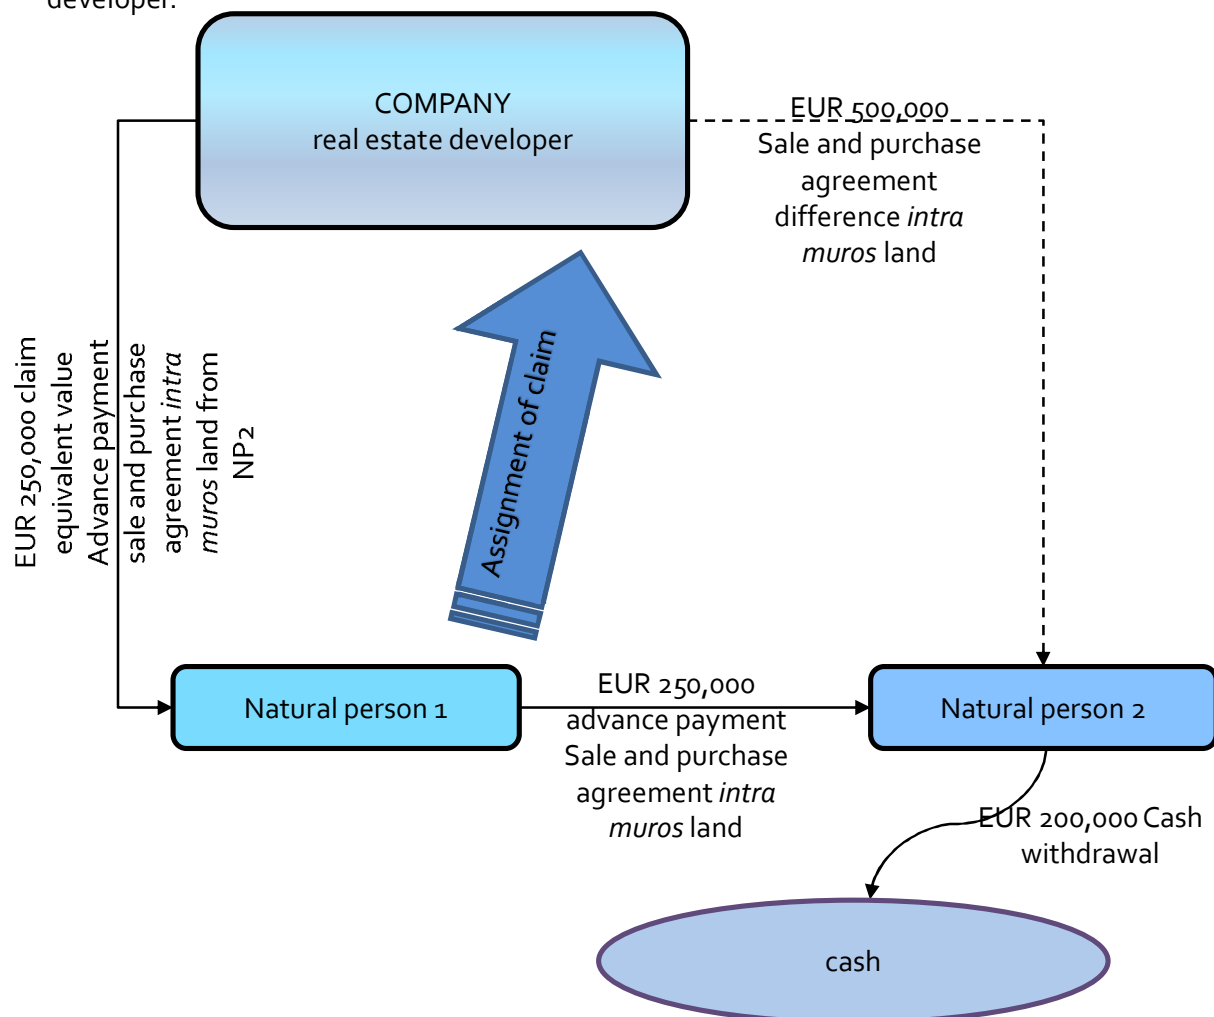 developer.
COMPANY
real estate developer
EUR 500,000
Sale and purchase
agreement
difference intra
muros land
EUR 250,000 claim
equivalent value
Advance payment
sale and purchase
agreement intra
muros land from
NP2
Assignment of claim
Natural person 1
EUR 250,000
advance payment
Sale and purchase
agreement intra
muros land
Natural person 2
EUR 200,000 Cash
withdrawal
cash